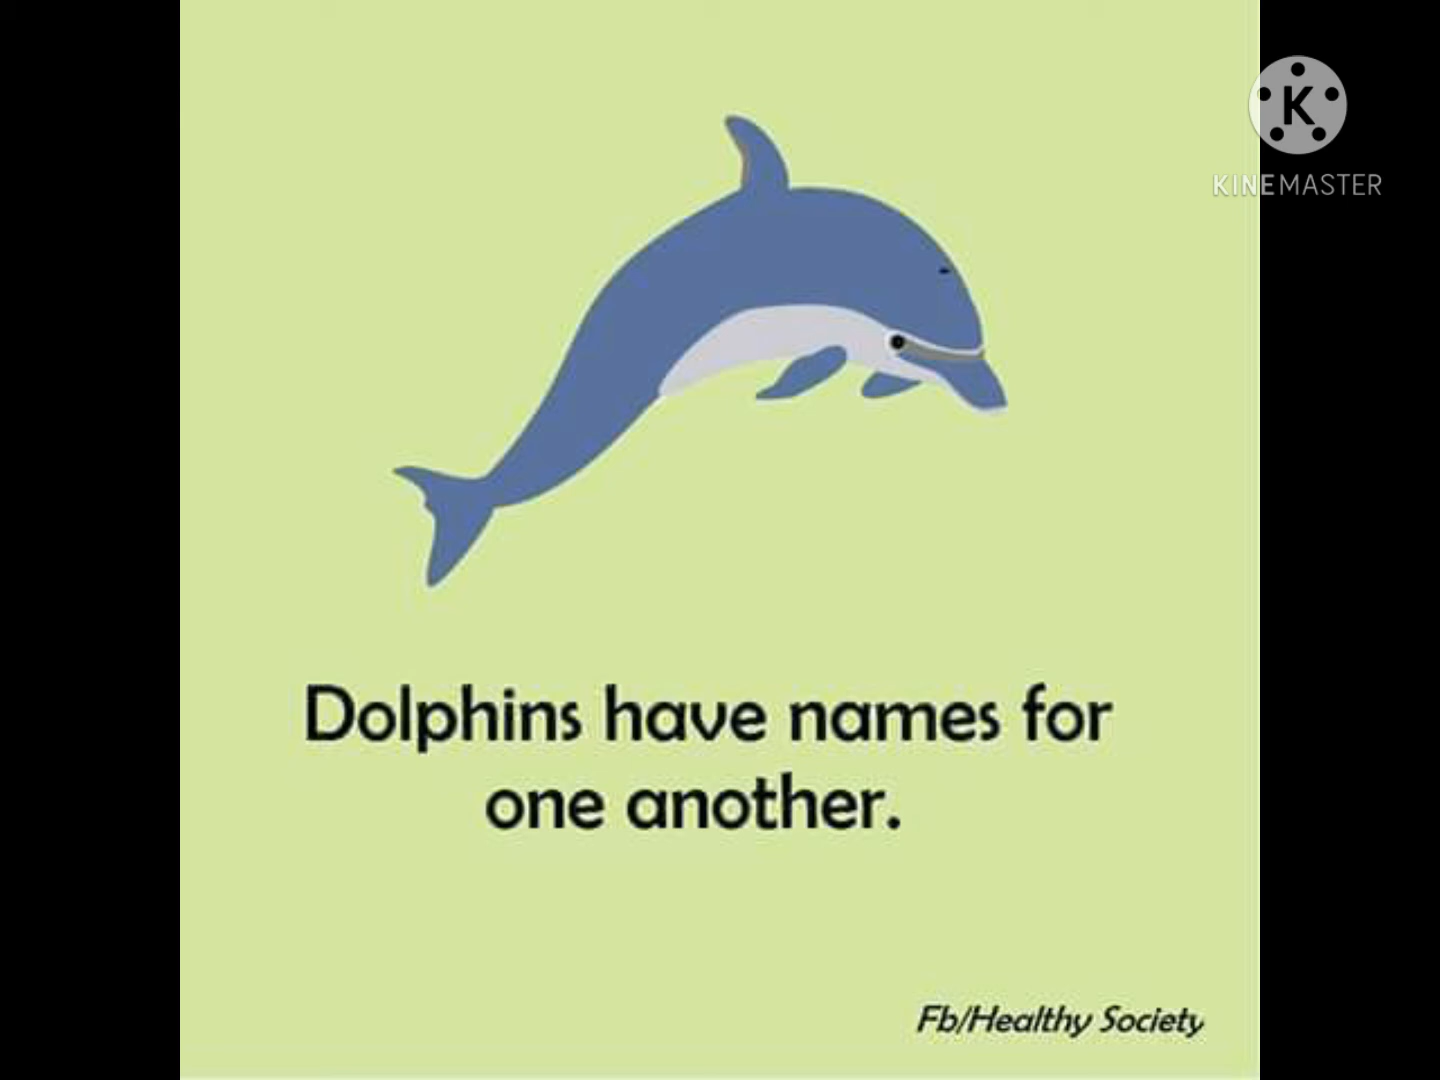 K
KINEMASTER
Dolphins have names for
one another.
Fb/Healthy Society